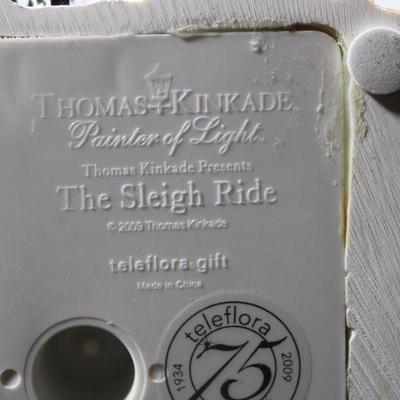 THOMAS KINKADE
Painter of Light
Thomas Kinkade Presents
The Sleigh Ride
© 2009 Thomas Kinkade
teleflora gift
Made in China
teleflora
75
1934
2009